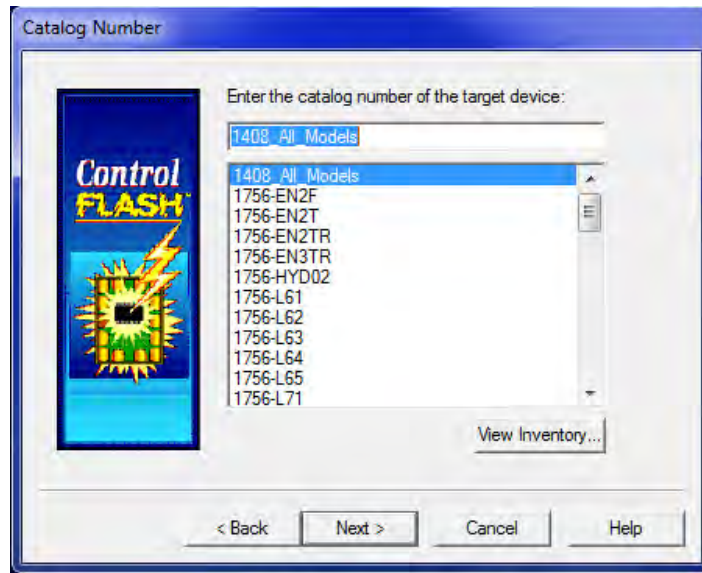 Catalog Number
Enter the catalog number of the target device:
1408_All_Models
Control
FLASH
1408_All_Models
1756-EN2F
1756-EN2T
1756-EN2TR
1756-EN3TR
1756-HYD02
1756-L61
1756-L62
1756-L63
1756-L64
1756-L65
1756-L71
View Inventory...
< Back
Next >
Cancel
Help